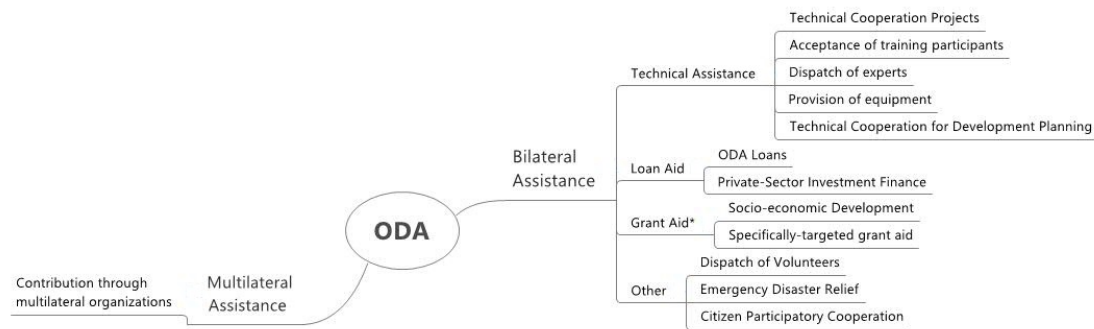 Technical Cooperation Projects
Acceptance of training participants
Technical Assistance
Dispatch of experts
Provision of equipment
Technical Cooperation for Development Planning
Bilateral
Assistance
Loan Aid
ODA Loans
Private-Sector Investment Finance
Grant Aid*
Socio-economic Development
Specifically-targeted grant aid
ODA
Other
Dispatch of Volunteers
Emergency Disaster Relief
Citizen Participatory Cooperation
Multilateral
Assistance
Contribution through
multilateral organizations